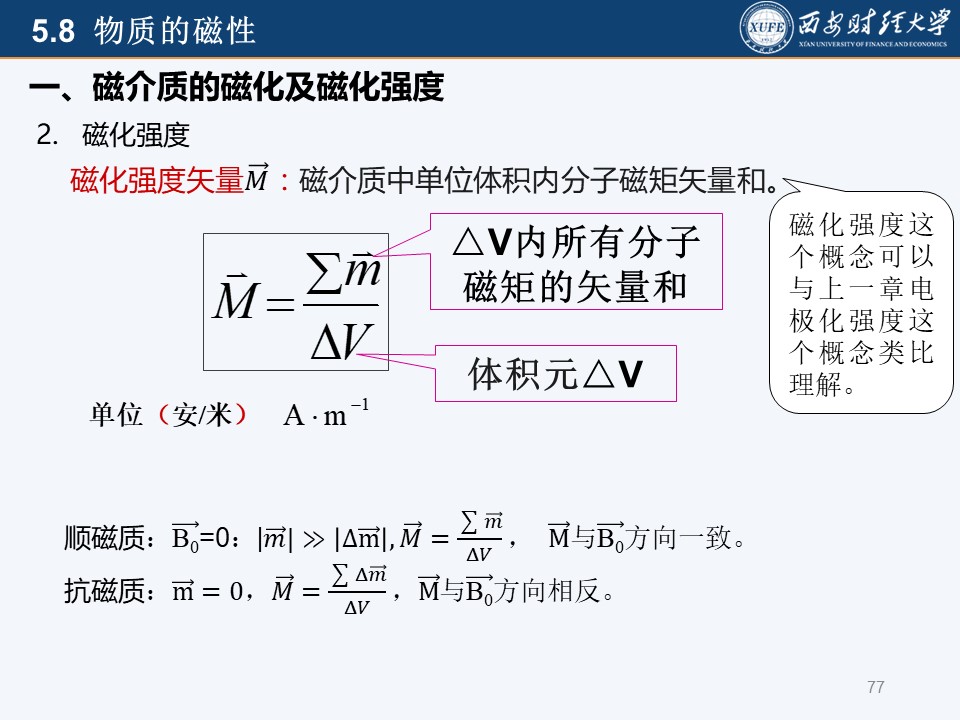 5.8 物质的磁性
XUFE
西安财经大学
XI'AN UNIVERSITY OF FINANCE AND ECONOMICS
一、磁介质的磁化及磁化强度
2. 磁化强度
磁化强度矢量$\vec{M}$：磁介质中单位体积内分子磁矩矢量和。
磁化强度这
个概念可以
与上一章电
极化强度这
个概念类比
理解。
△V内所有分子
磁矩的矢量和
$\vec{M} = \frac{\sum \vec{m}}{\Delta V}$
体积元△V
单位（安/米） $A \cdot m^{-1}$
顺磁质：$\vec{B_0}$=0：$|\vec{m}| \gg |\Delta \vec{m}|, \vec{M} = \frac{\sum \vec{m}}{\Delta V}$， $\vec{M}$与$\vec{B_0}$方向一致。
抗磁质：$\vec{m} = 0$，$\vec{M} = \frac{\sum \Delta \vec{m}}{\Delta V}$，$\vec{M}$与$\vec{B_0}$方向相反。
77